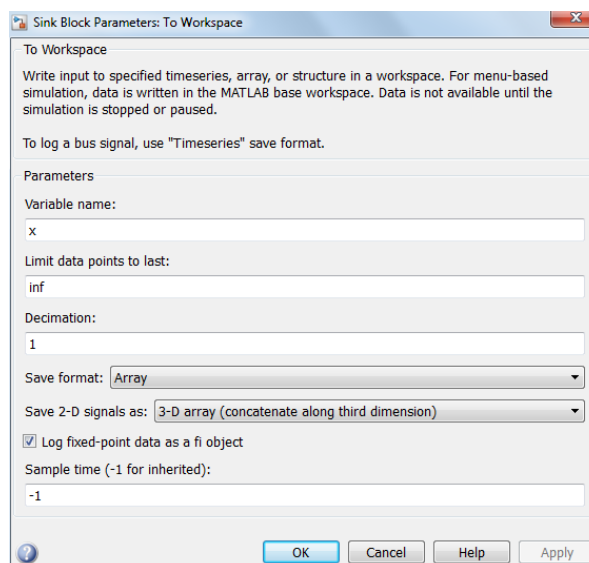 Sink Block Parameters: To Workspace
To Workspace
Write input to specified timeseries, array, or structure in a workspace. For menu-based
simulation, data is written in the MATLAB base workspace. Data is not available until the
simulation is stopped or paused.
To log a bus signal, use "Timeseries" save format.
Parameters
Variable name:
x
Limit data points to last:
inf
Decimation:
1
Save format: Array
Save 2-D signals as: 3-D array (concatenate along third dimension)
Log fixed-point data as a fi object
Sample time (-1 for inherited):
-1
OK Cancel Help Apply